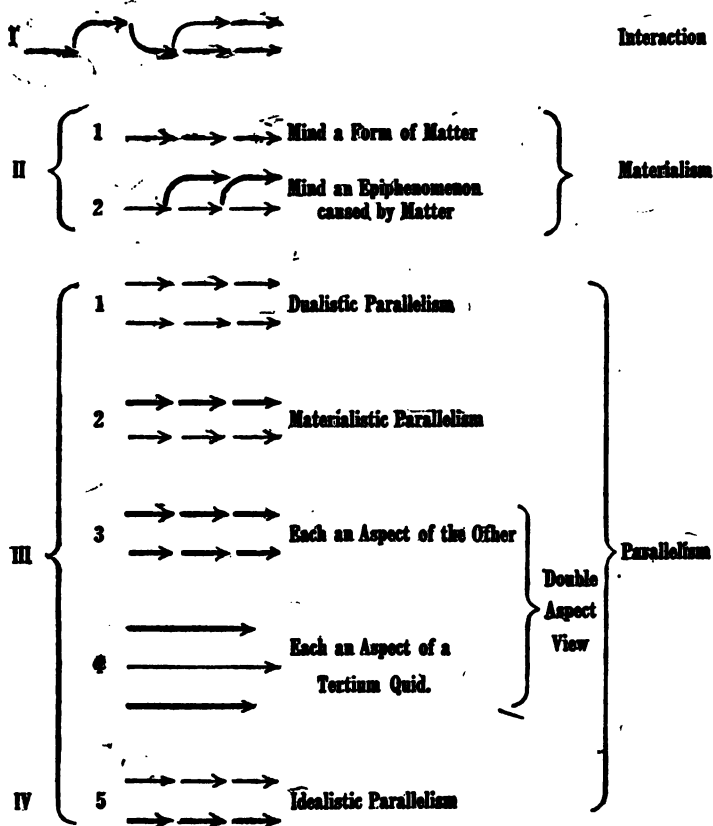 I Interaction
1 Mind a Form of Matter
II Materialism
2 Mind an Epiphenomenon
caused by Matter
1 Dualistic Parallelism
2 Materialistic Parallelism
3 Each an Aspect of the Other
III Parallelism
Double
Aspect
View
4 Each an Aspect of a
Tertium Quid.
IV 5 Idealistic Parallelism